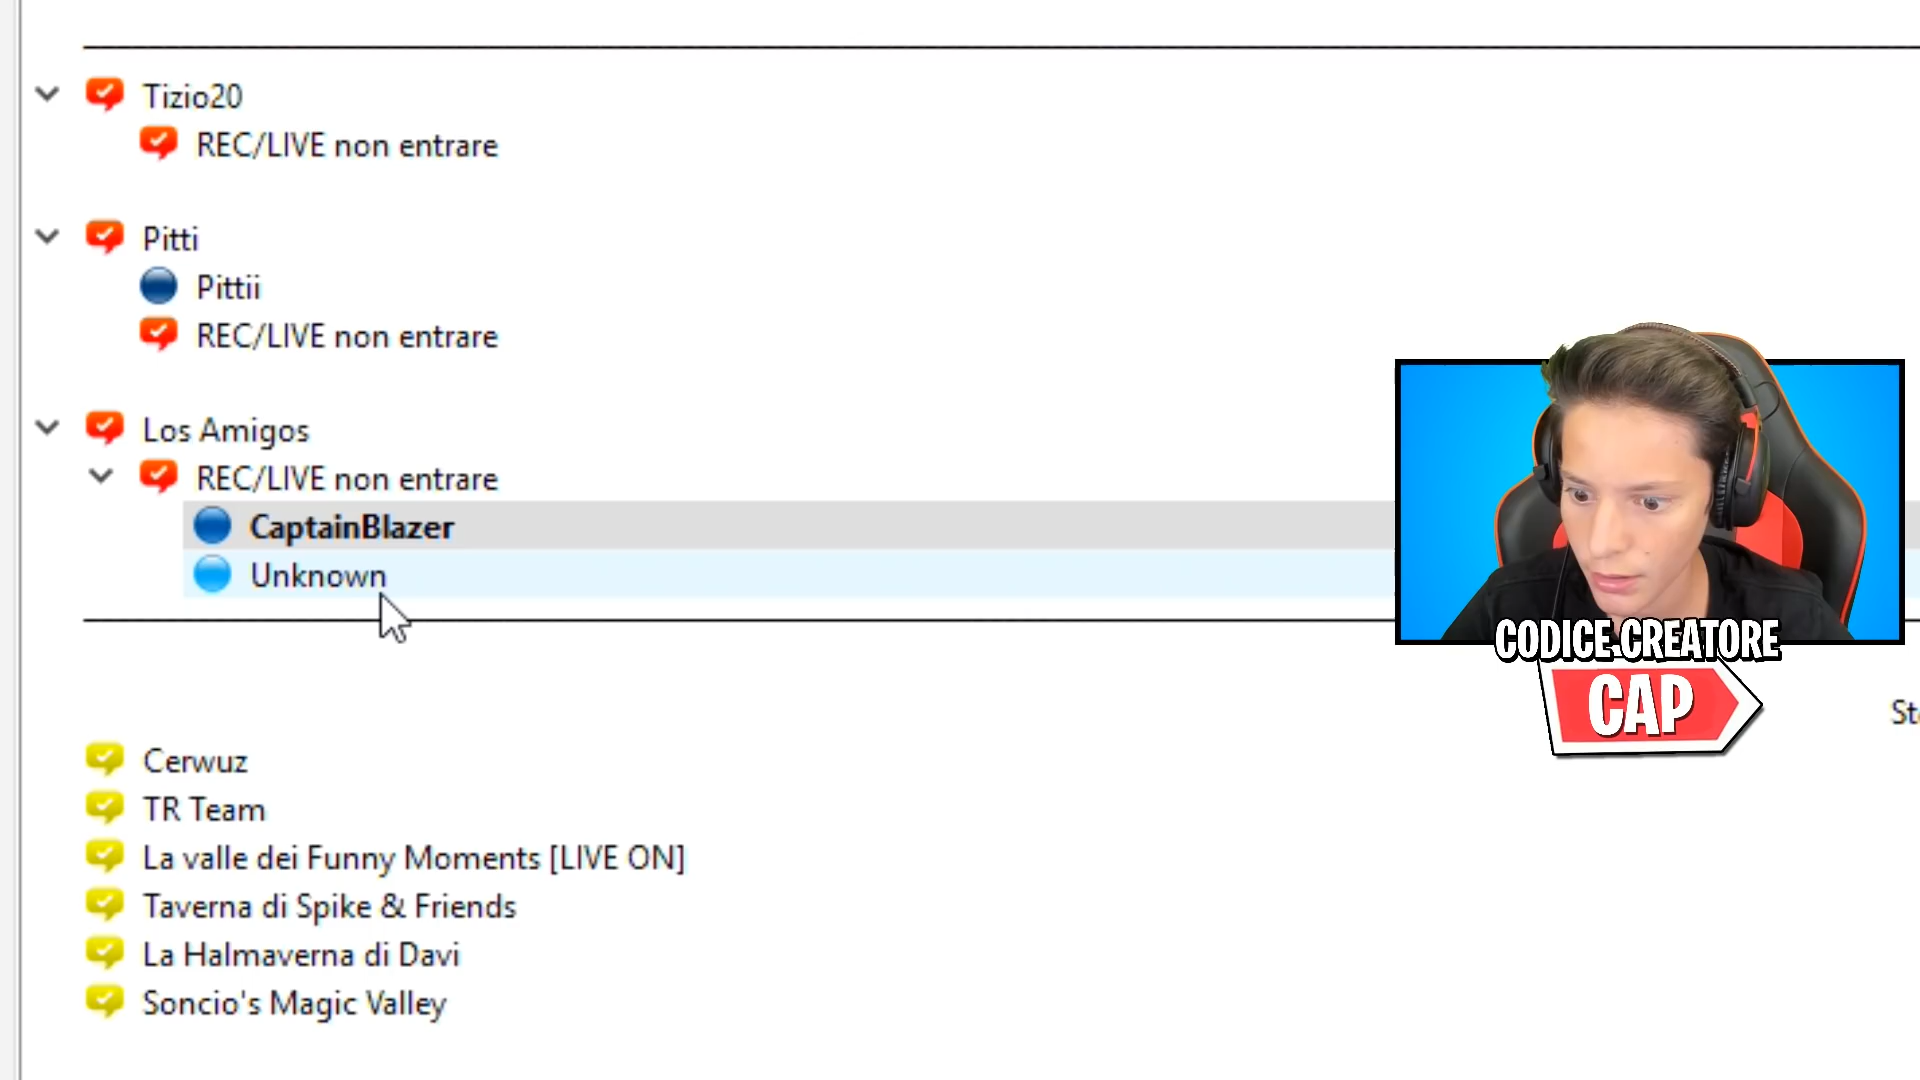 Tizio20
REC/LIVE non entrare
Pitti
Pittii
REC/LIVE non entrare
Los Amigos
REC/LIVE non entrare
CaptainBlazer
Unknown
CODICE CREATORE
CAP
Cerwuz
TR Team
La valle dei Funny Moments [LIVE ON]
Taverna di Spike & Friends
La Halmaverna di Davi
Soncio's Magic Valley